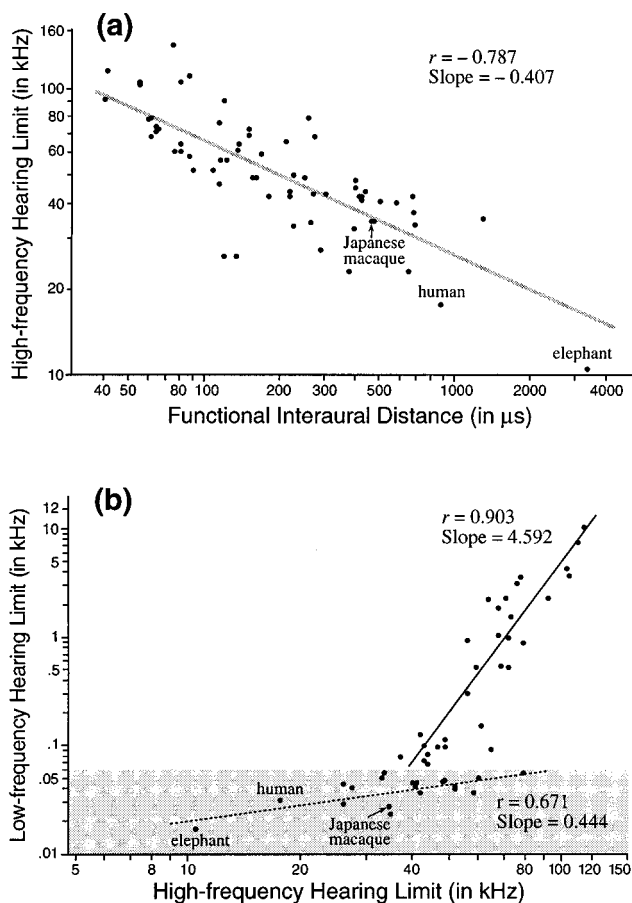 (a)
High-frequency Hearing Limit (in kHz)
160
100
80
60
40
20
10
r = – 0.787
Slope = – 0.407
Japanese
macaque
human
elephant
40 50 100 200 500 1000 2000 4000
Functional Interaural Distance (in µs)
(b)
Low-frequency Hearing Limit (in kHz)
12
10
5
1
.5
.1
.05
.01
r = 0.903
Slope = 4.592
human
elephant
Japanese
macaque
r = 0.671
Slope = 0.444
5 8 10 20 40 60 80 100 120 150
High-frequency Hearing Limit (in kHz)